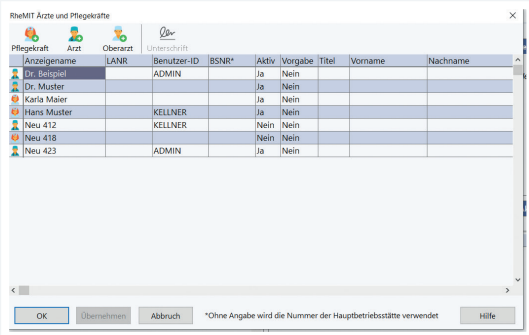 RheMIT Ärzte und Pflegekräfte
Pflegekraft Arzt Oberarzt Unterschrift
Anzeigename LANR Benutzer-ID BSNR* Aktiv Vorgabe Titel Vorname Nachname
Dr. Beispiel ADMIN Ja Nein
Dr. Muster Ja Nein
Karla Maier Ja Nein
Hans Muster KELLNER Ja Nein
Neu 412 KELLNER Nein Nein
Neu 418 Nein Nein
Neu 423 ADMIN Ja Nein
OK Übernehmen Abbruch *Ohne Angabe wird die Nummer der Hauptbetriebsstätte verwendet Hilfe